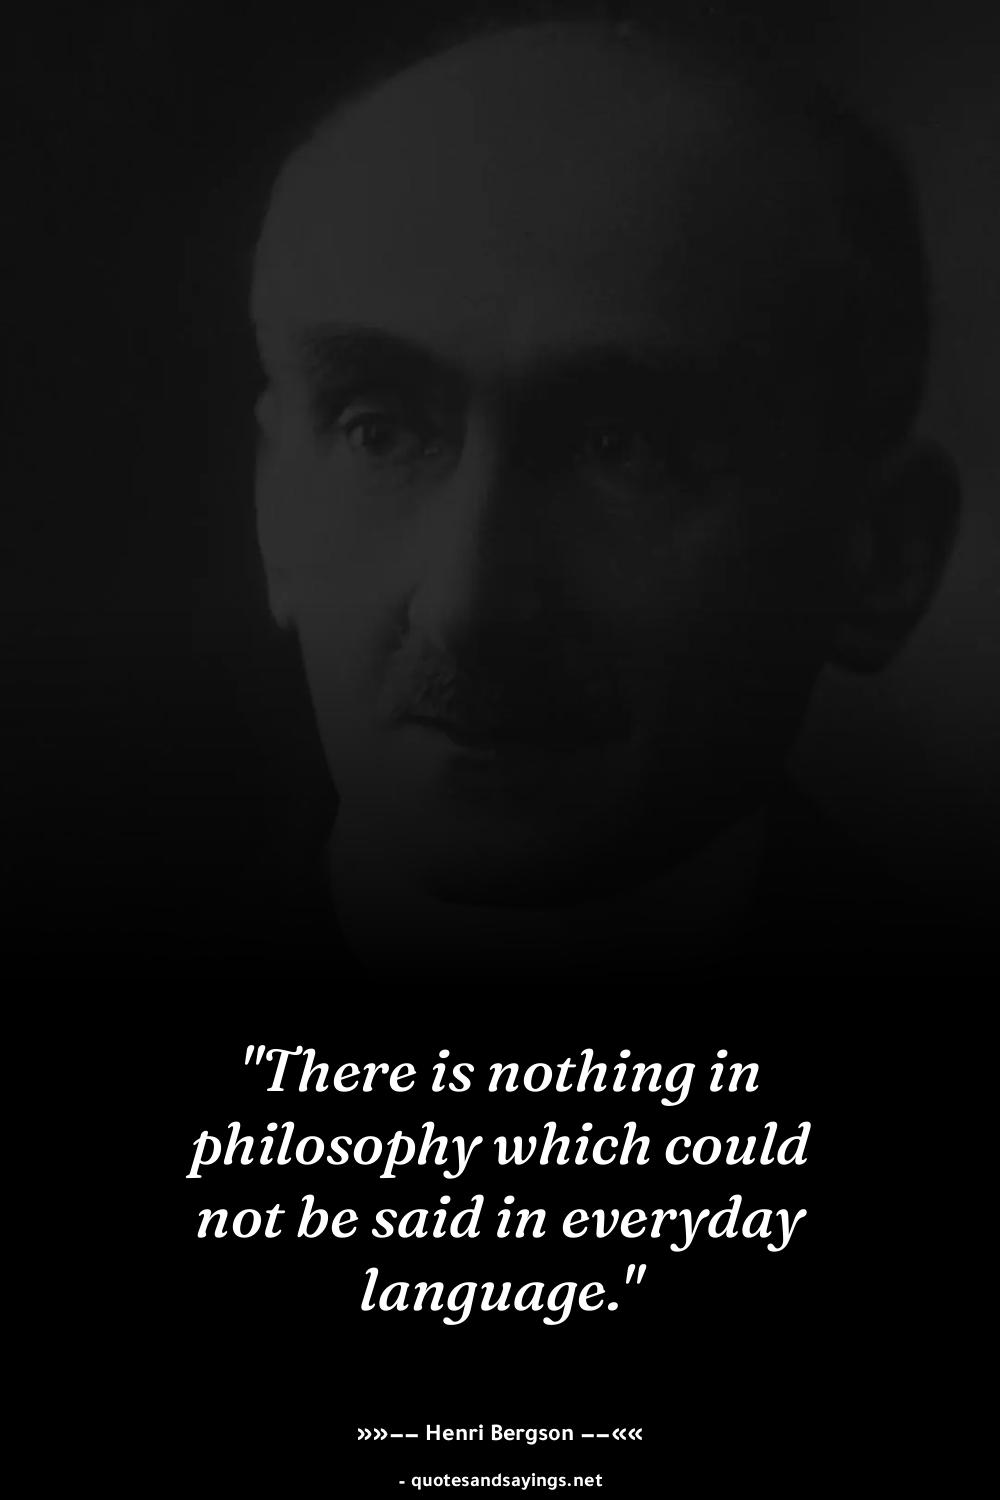 "There is nothing in
philosophy which could
not be said in everyday
language."
»»–– Henri Bergson ––««
- quotesandsayings.net